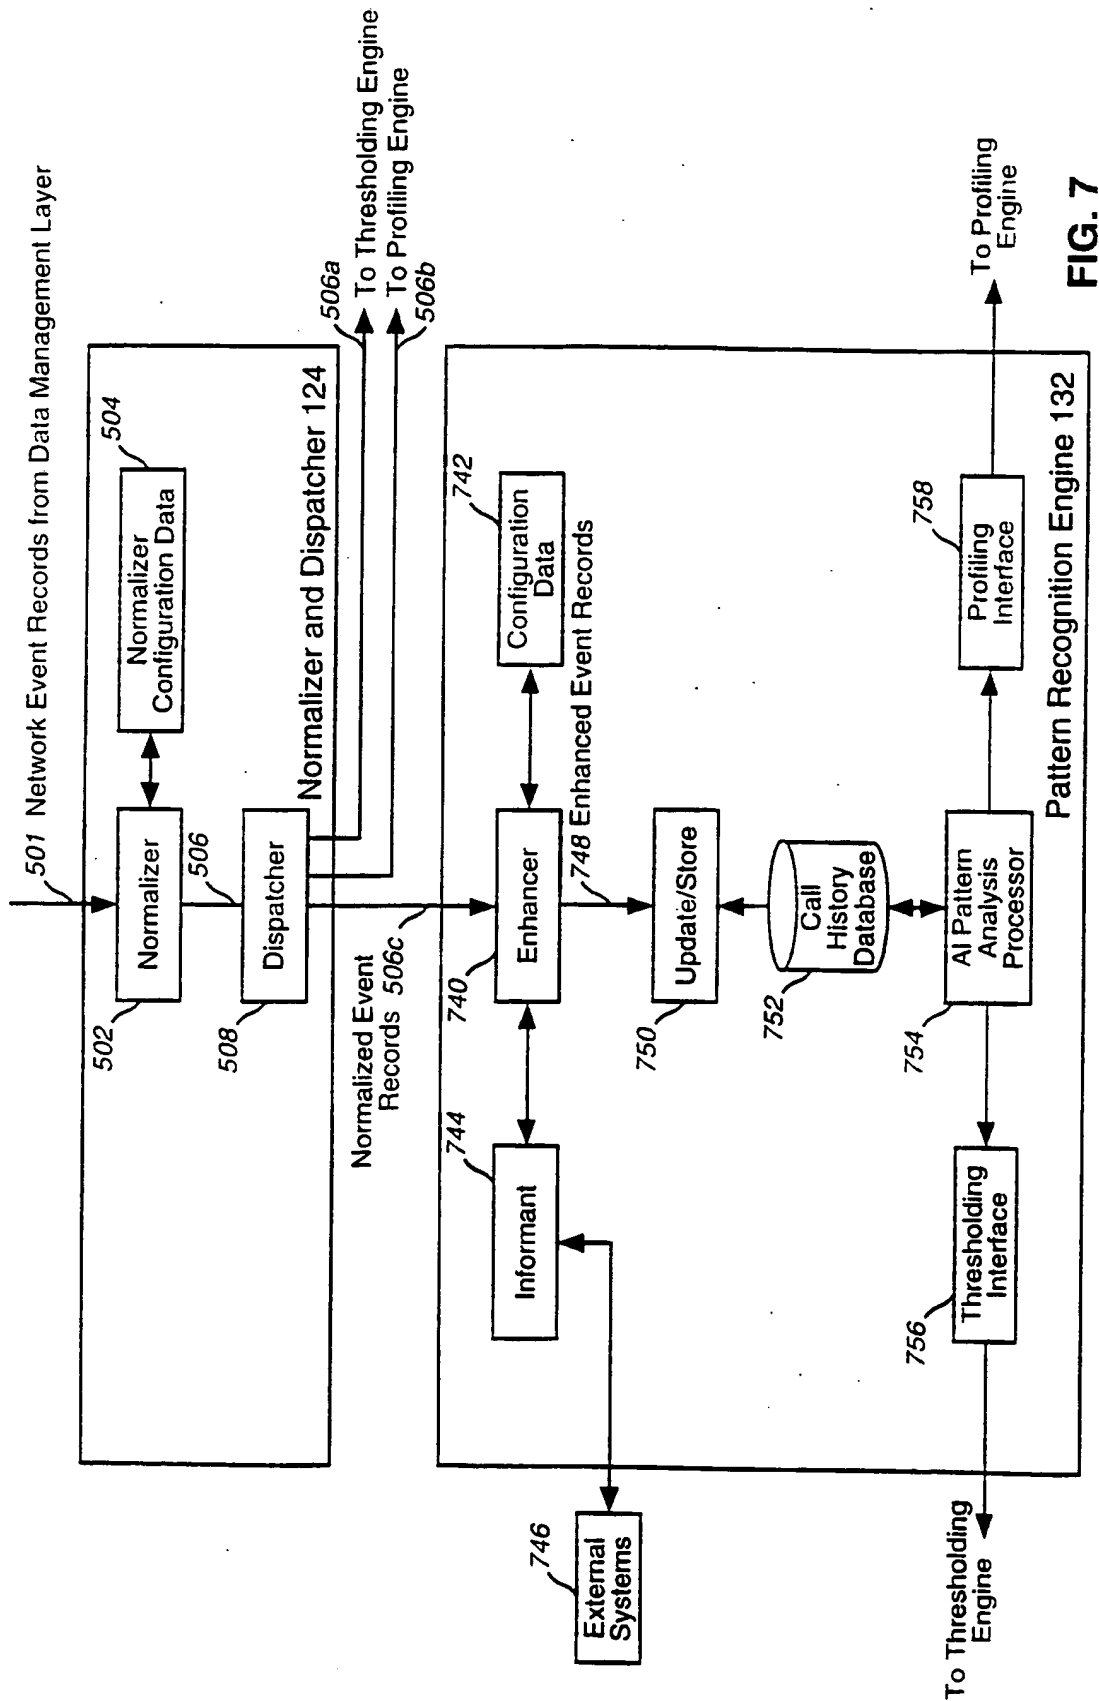 501 Network Event Records from Data Management Layer
504
Normalizer
Configuration Data
Normalizer
502
506
Dispatcher
508
Normalizer and Dispatcher 124
506a
To Thresholding Engine
To Profiling Engine
506b
Normalized Event
Records 506c
742
Configuration
Data
Enhancer
740
744
Informant
748 Enhanced Event Records
746
External
Systems
Update/Store
750
Call
History
Database
752
AI Pattern
Analysis
Processor
754
758
Profiling
Interface
To Profiling
Engine
Thresholding
Interface
756
To Thresholding
Engine
Pattern Recognition Engine 132
FIG. 7